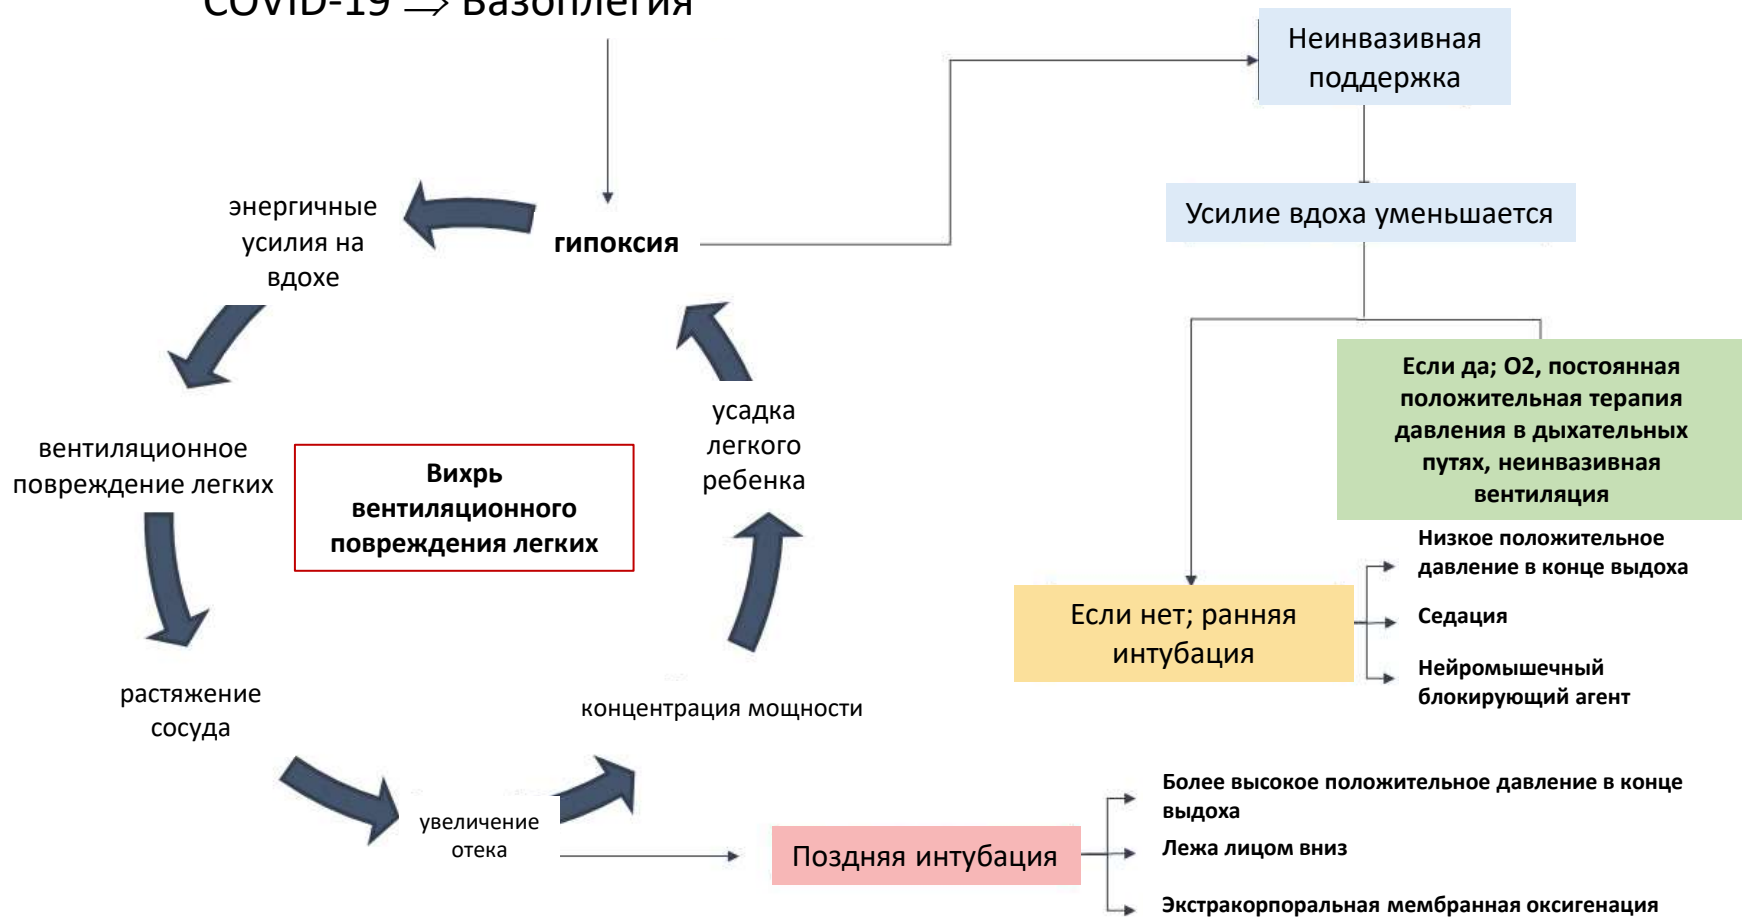 COVID-19 ⇒ Вазоплегия
Неинвазивная
поддержка
Усилие вдоха уменьшается
энергичные
усилия на
вдохе
гипоксия
Если да; O2, постоянная
положительная терапия
давления в дыхательных
путях, неинвазивная
вентиляция
усадка
легкого
ребенка
вентиляционное
повреждение легких
Вихрь
вентиляционного
повреждения легких
Низкое положительное
давление в конце выдоха
Если нет; ранняя
интубация
Седация
Нейромышечный
блокирующий агент
растяжение
сосуда
концентрация мощности
увеличение
отека
Поздняя интубация
Более высокое положительное давление в конце
выдоха
Лежа лицом вниз
Экстракорпоральная мембранная оксигенация